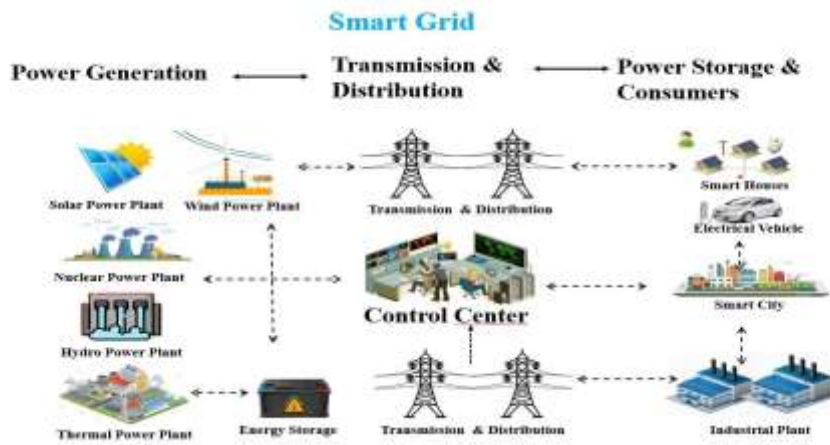 Smart Grid
Power Generation
Transmission &
Distribution
Power Storage &
Consumers
Solar Power Plant
Wind Power Plant
Transmission & Distribution
Smart Houses
Electrical Vehicle
Nuclear Power Plant
Control Center
Smart City
Hydro Power Plant
Thermal Power Plant
Energy Storage
Transmission & Distribution
Industrial Plant